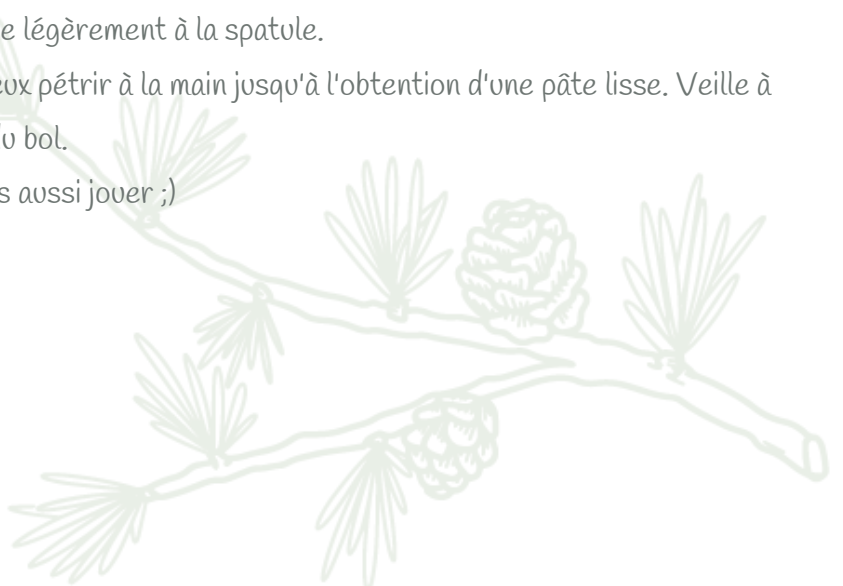 e légèrement à la spatule.
eux pétrir à la main jusqu'à l'obtention d'une pâte lisse. Veille à
u bol.
s aussi jouer ;)